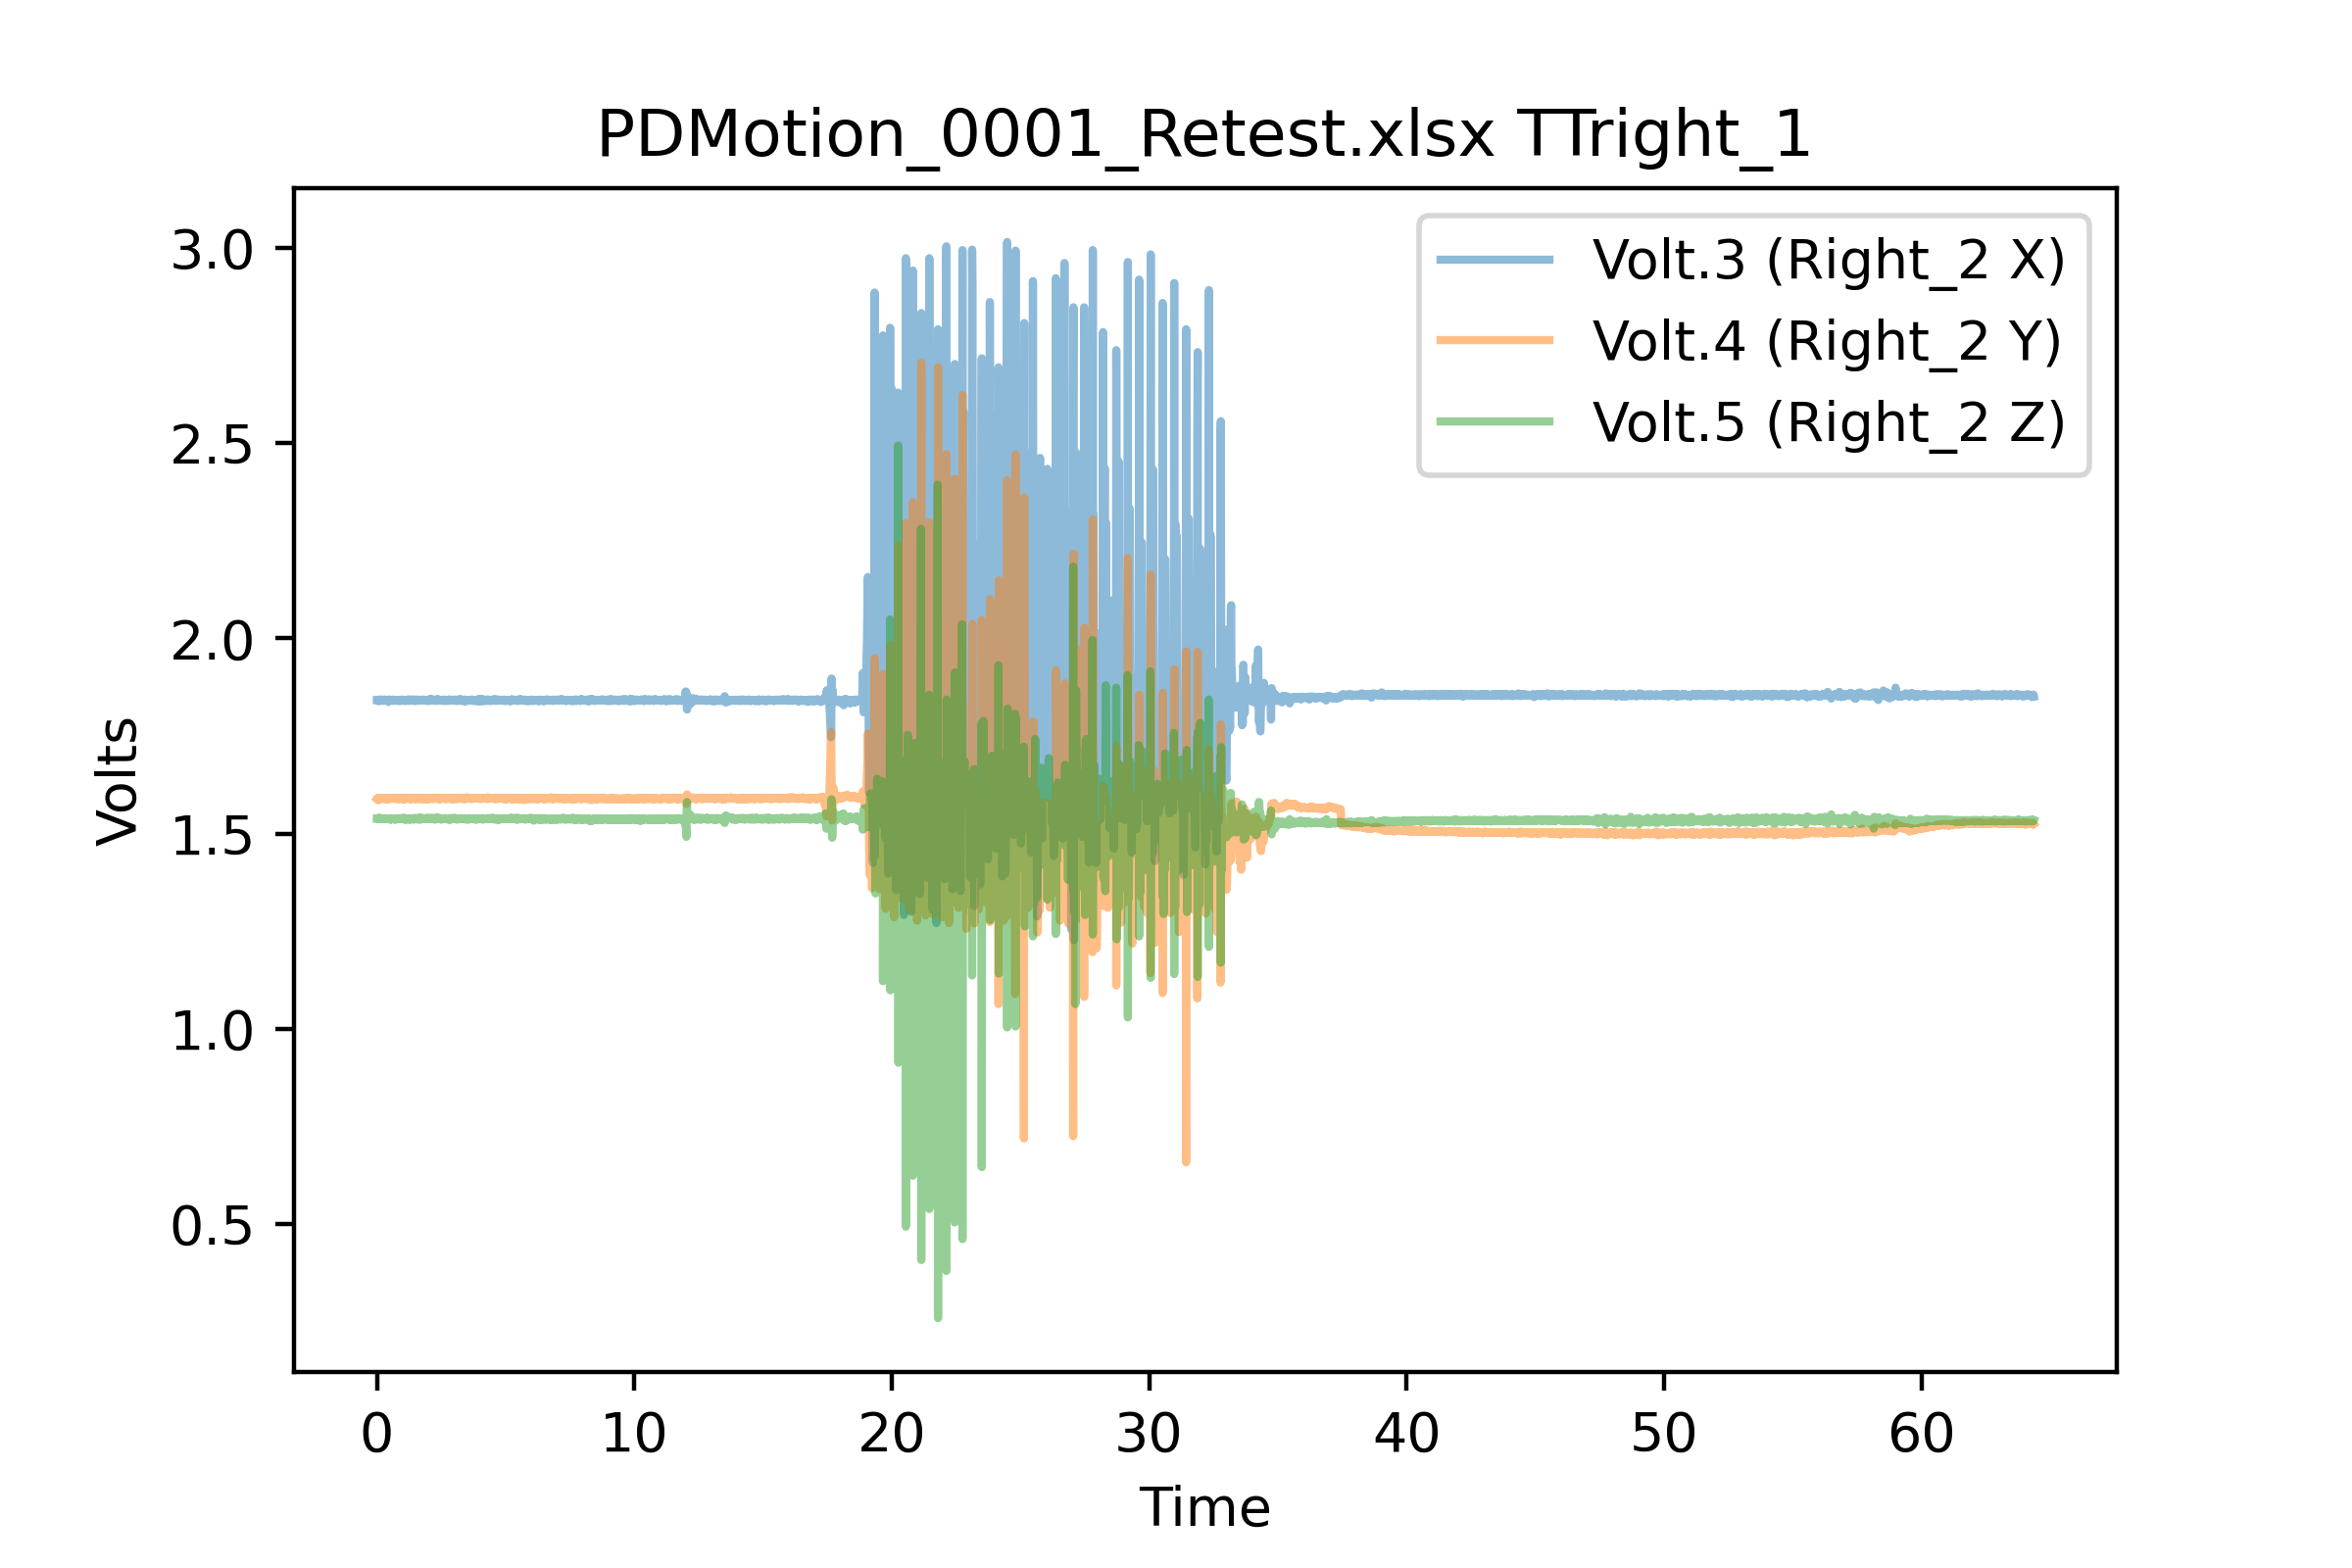 PDMotion_0001_Retest.xlsx TTright_1
Volt.3 (Right_2 X)
Volt.4 (Right_2 Y)
Volt.5 (Right_2 Z)
3.0
2.5
2.0
1.5
1.0
0.5
Volts
0 10 20 30 40 50 60
Time